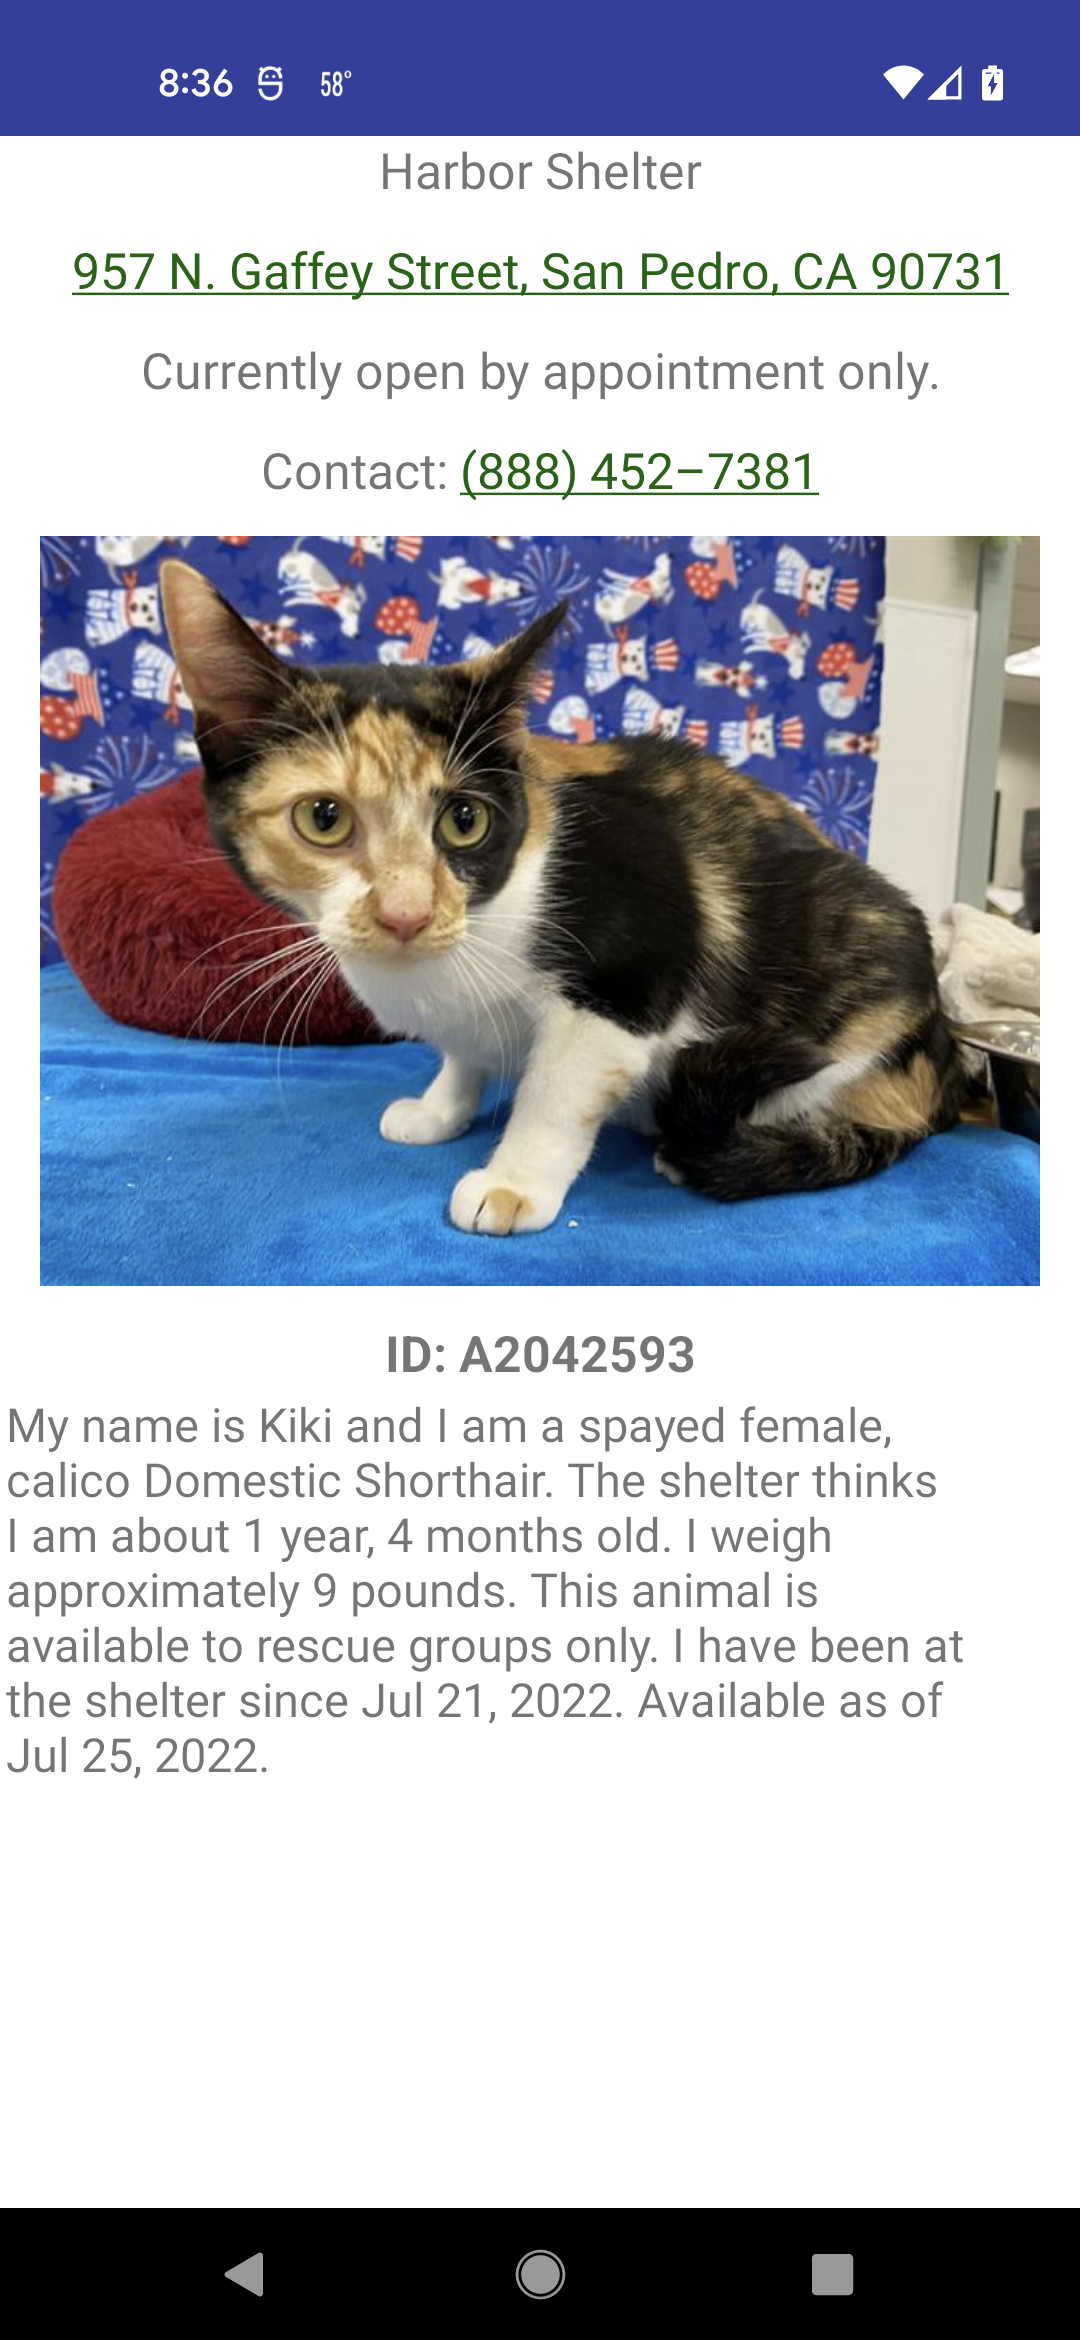 8:36 58°
Harbor Shelter
957 N. Gaffey Street, San Pedro, CA 90731
Currently open by appointment only.
Contact: (888) 452–7381
ID: A2042593
My name is Kiki and I am a spayed female,
calico Domestic Shorthair. The shelter thinks
I am about 1 year, 4 months old. I weigh
approximately 9 pounds. This animal is
available to rescue groups only. I have been at
the shelter since Jul 21, 2022. Available as of
Jul 25, 2022.